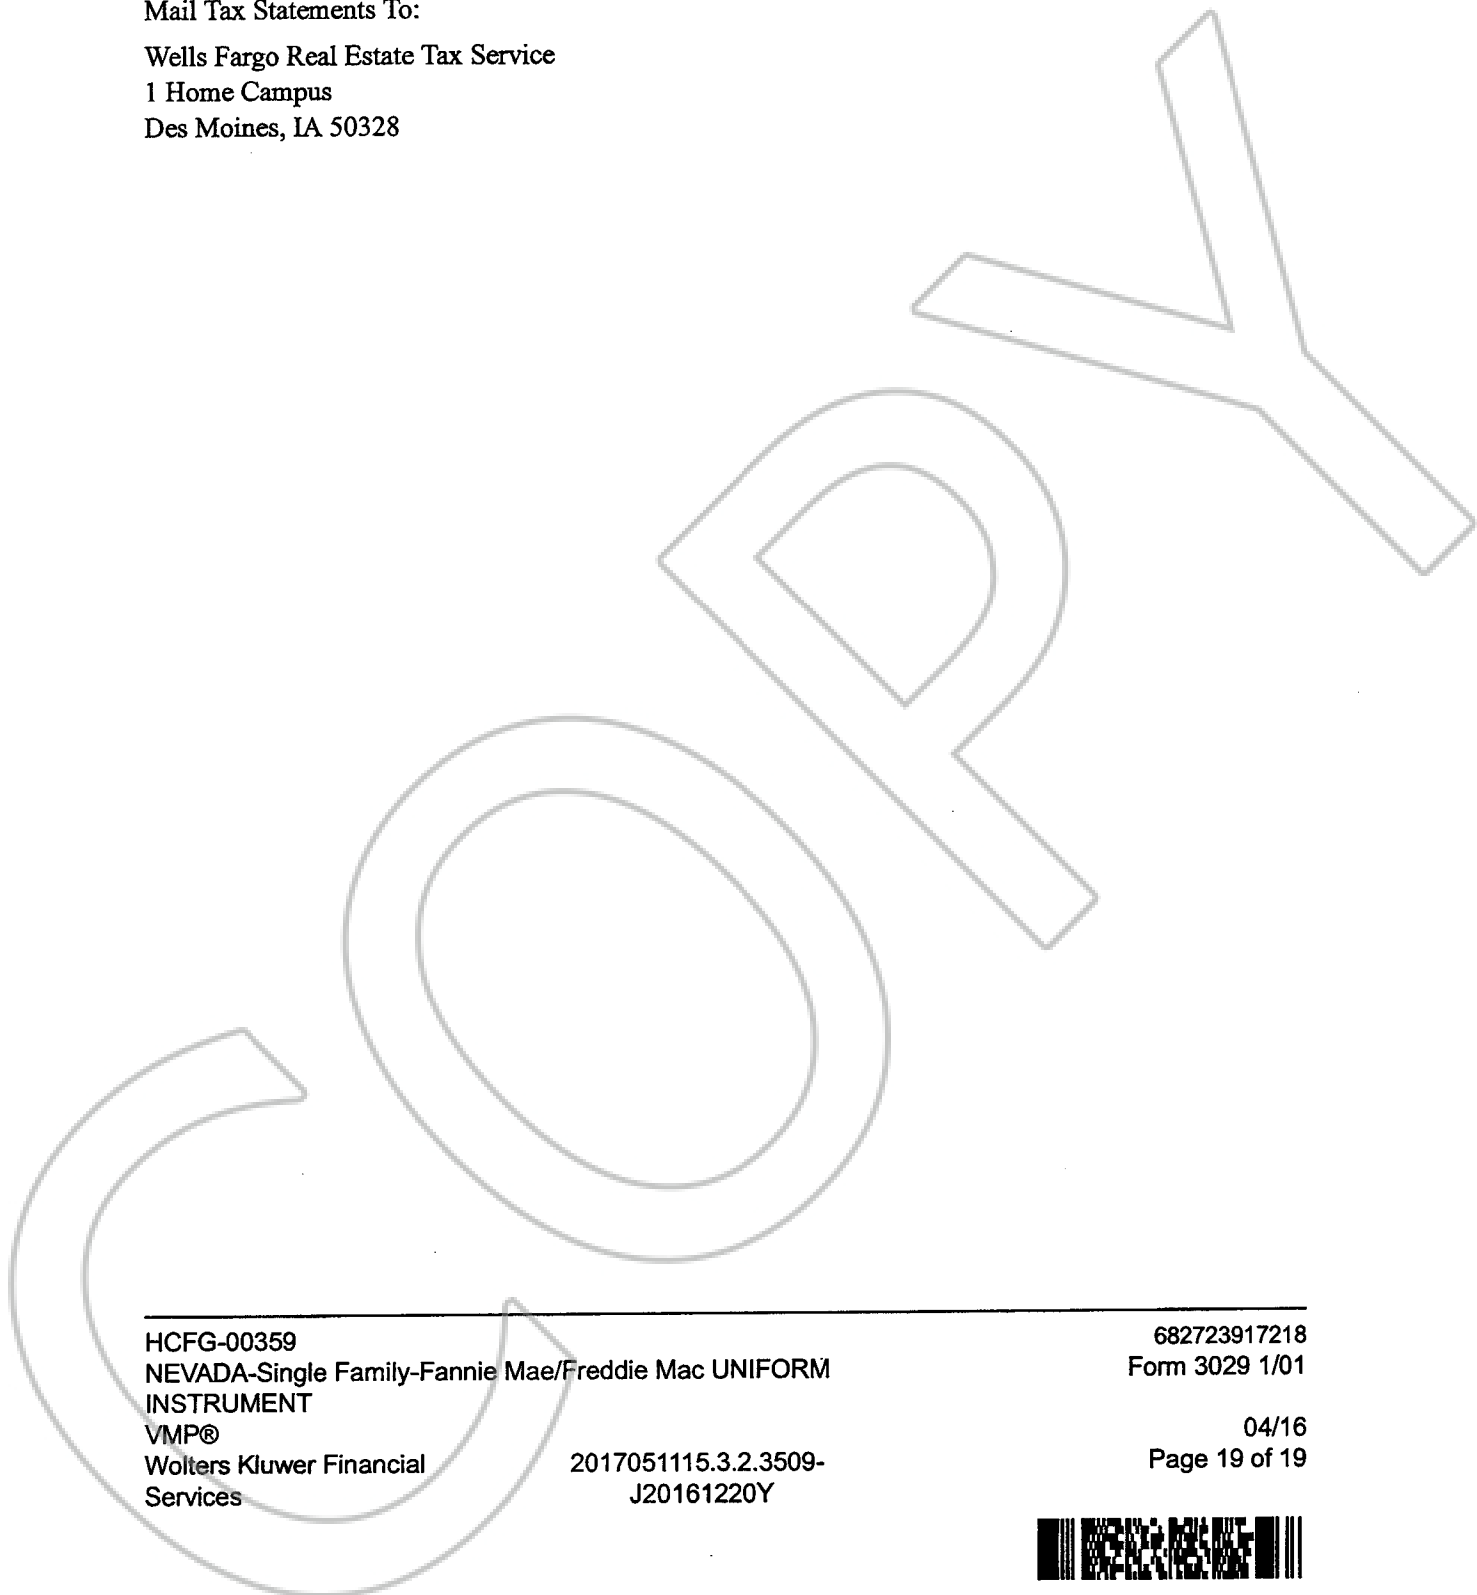 Mail Tax Statements To:
Wells Fargo Real Estate Tax Service
1 Home Campus
Des Moines, IA 50328
COPY
HCFG-00359
682723917218
NEVADA-Single Family-Fannie Mae/Freddie Mac UNIFORM
Form 3029 1/01
INSTRUMENT
VMP®
04/16
Wolters Kluwer Financial
2017051115.3.2.3509-
Page 19 of 19
Services
J20161220Y